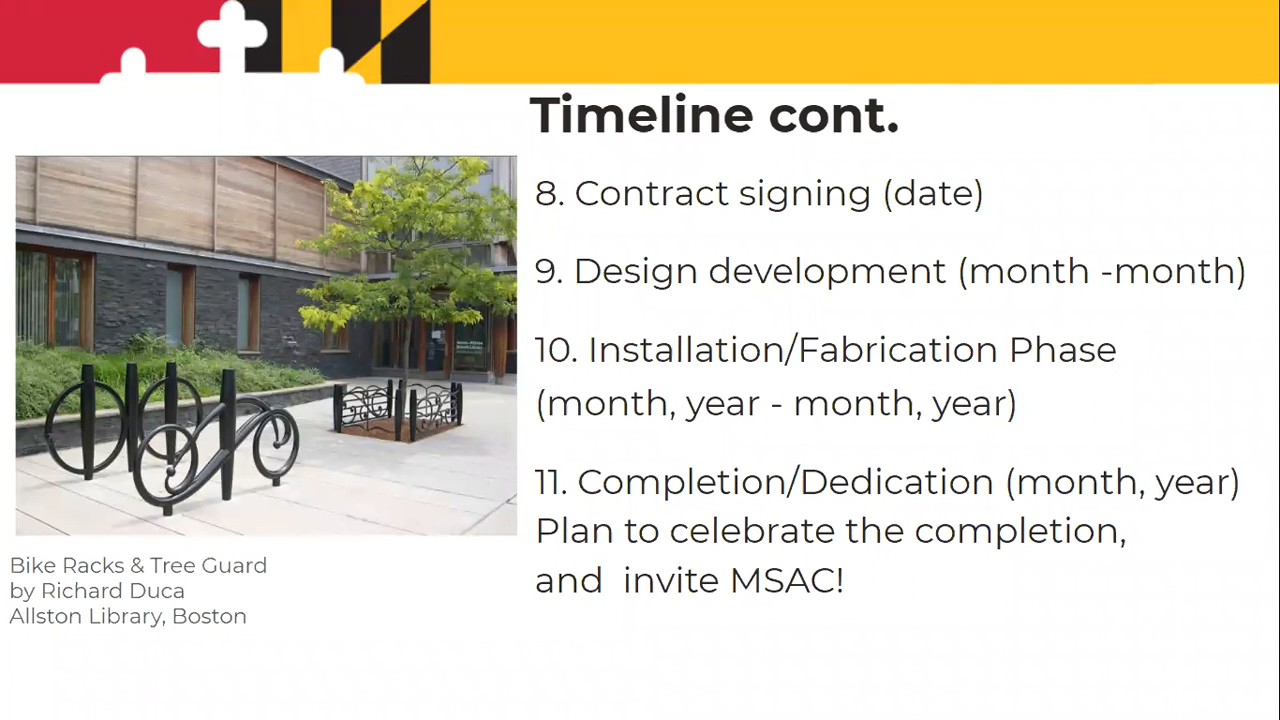 Timeline cont.
8. Contract signing (date)
9. Design development (month -month)
10. Installation/Fabrication Phase
(month, year - month, year)
11. Completion/Dedication (month, year)
Plan to celebrate the completion,
and  invite MSAC!
Bike Racks & Tree Guard
by Richard Duca
Allston Library, Boston